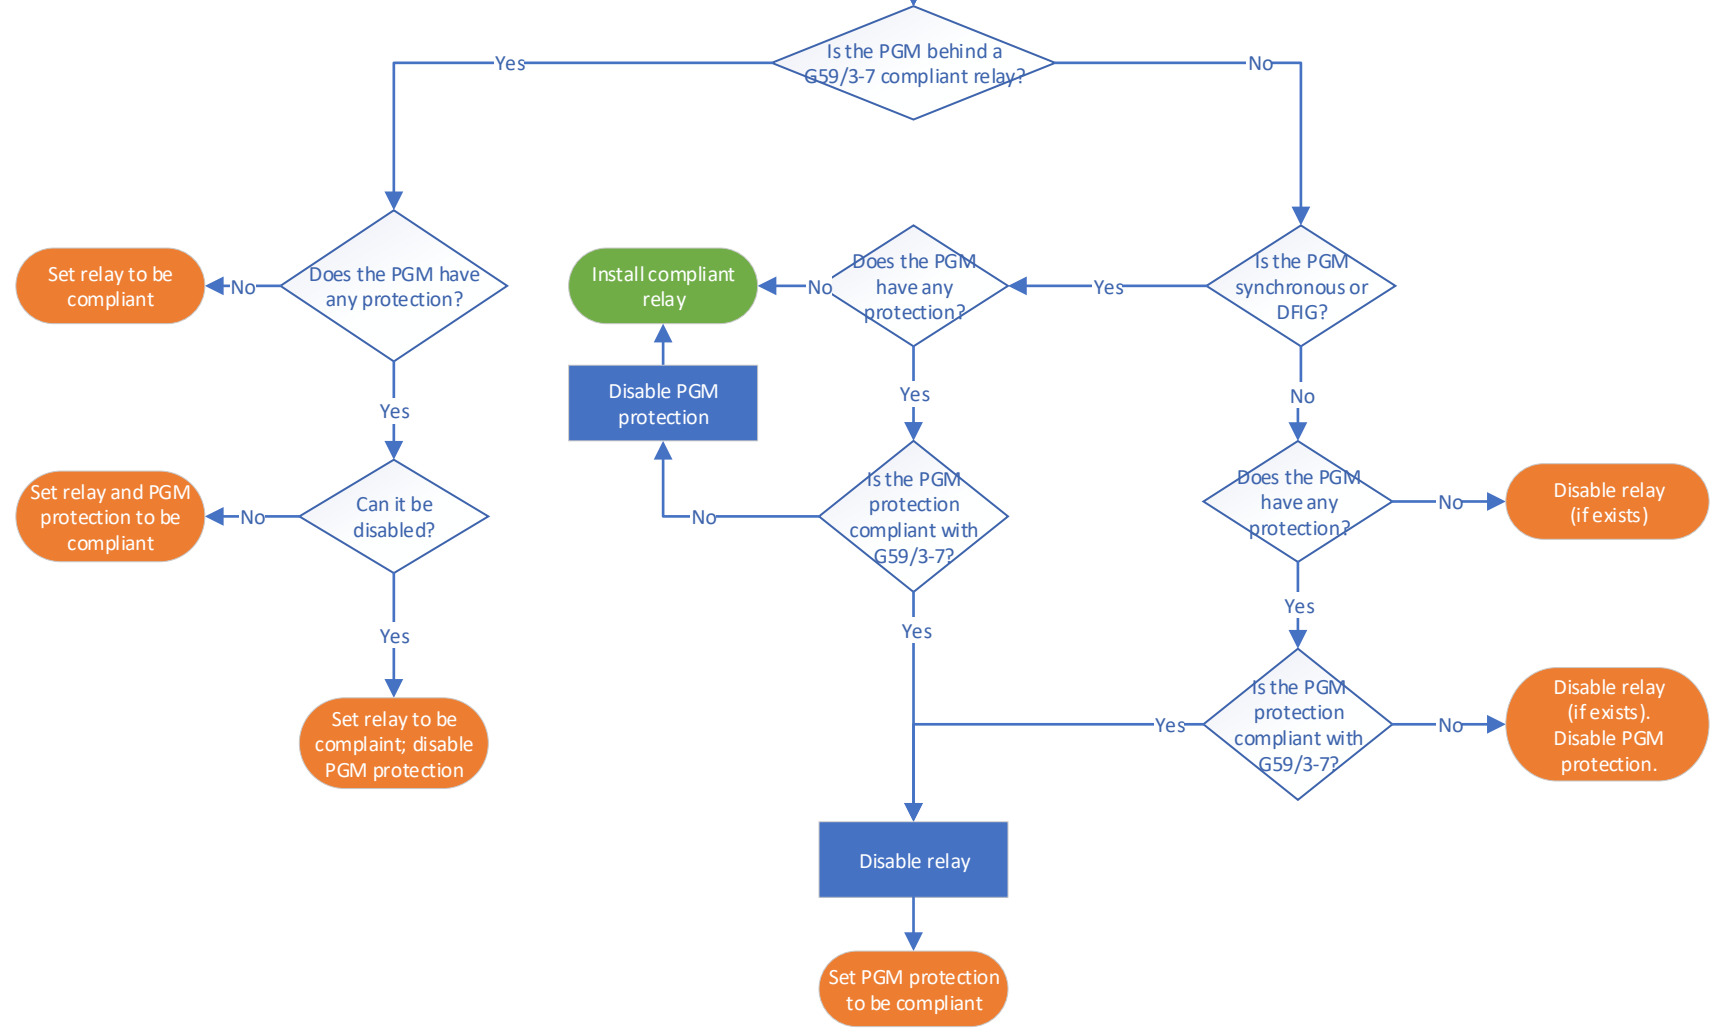 Is the PGM behind a
G59/3-7 compliant relay?
Yes
No
Set relay to be
compliant
No
Does the PGM have
any protection?
Install compliant
relay
No
Does the PGM
have any
protection?
Yes
Is the PGM
synchronous or
DFIG?
Disable PGM
protection
Yes
Yes
No
Set relay and PGM
protection to be
compliant
No
Can it be
disabled?
No
Is the PGM
protection
compliant with
G59/3-7?
Does the PGM
have any
protection?
No
Disable relay
(if exists)
Yes
Yes
Yes
Set relay to be
complaint; disable
PGM protection
Yes
Is the PGM
protection
compliant with
G59/3-7?
No
Disable relay
(if exists).
Disable PGM
protection.
Disable relay
Set PGM protection
to be compliant